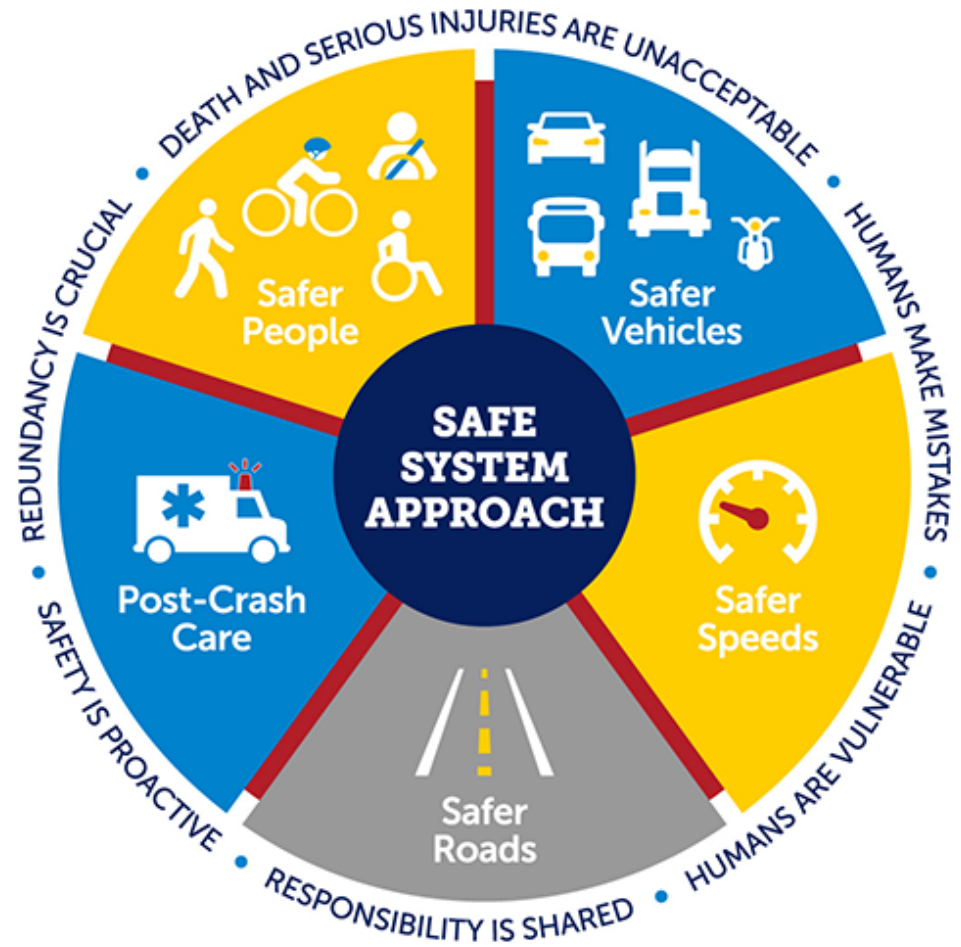 DEATH AND SERIOUS INJURIES ARE UNACCEPTABLE
HUMANS MAKE MISTAKES
HUMANS ARE VULNERABLE
RESPONSIBILITY IS SHARED
SAFETY IS PROACTIVE
REDUNDANCY IS CRUCIAL
SAFE
SYSTEM
APPROACH
Safer
People
Safer
Vehicles
Safer
Speeds
Safer
Roads
Post-Crash
Care